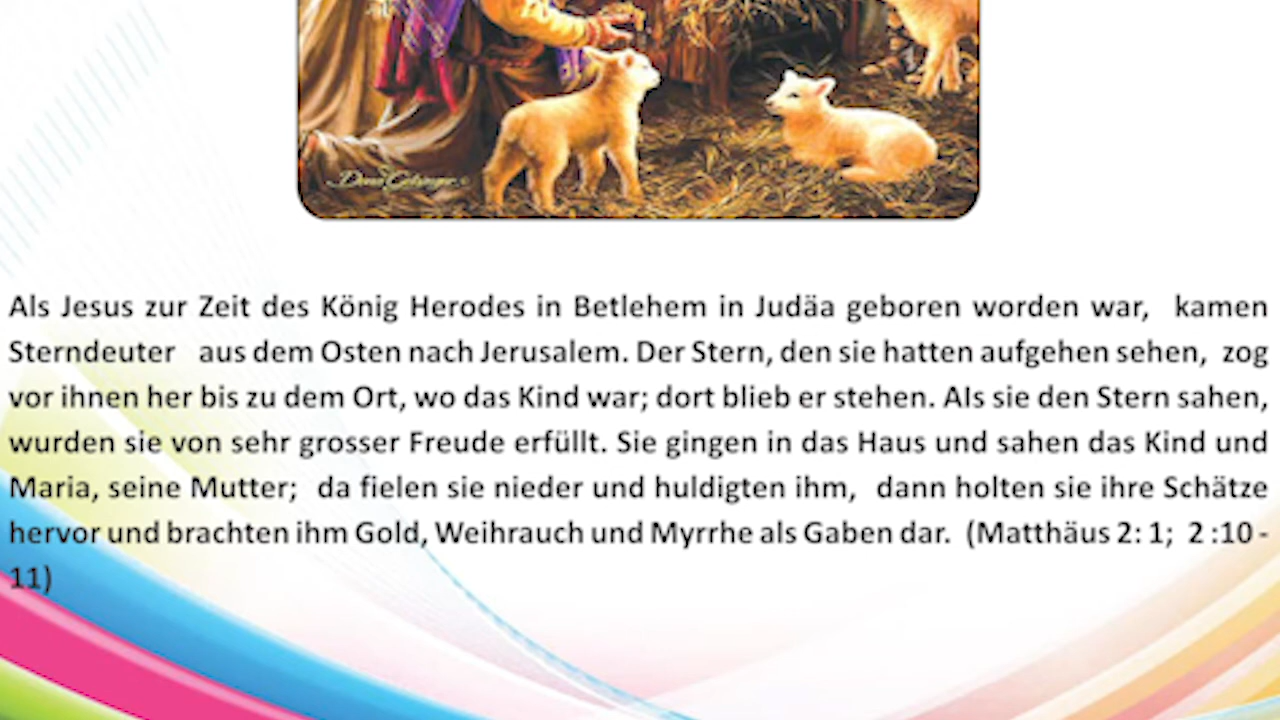 Als Jesus zur Zeit des König Herodes in Betlehem in Judäa geboren worden war, kamen
Sterndeuter aus dem Osten nach Jerusalem. Der Stern, den sie hatten aufgehen sehen, zog
vor ihnen her bis zu dem Ort, wo das Kind war; dort blieb er stehen. Als sie den Stern sahen,
wurden sie von sehr grosser Freude erfüllt. Sie gingen in das Haus und sahen das Kind und
Maria, seine Mutter; da fielen sie nieder und huldigten ihm, dann holten sie ihre Schätze
hervor und brachten ihm Gold, Weihrauch und Myrrhe als Gaben dar. (Matthäus 2: 1; 2 :10 -
11)